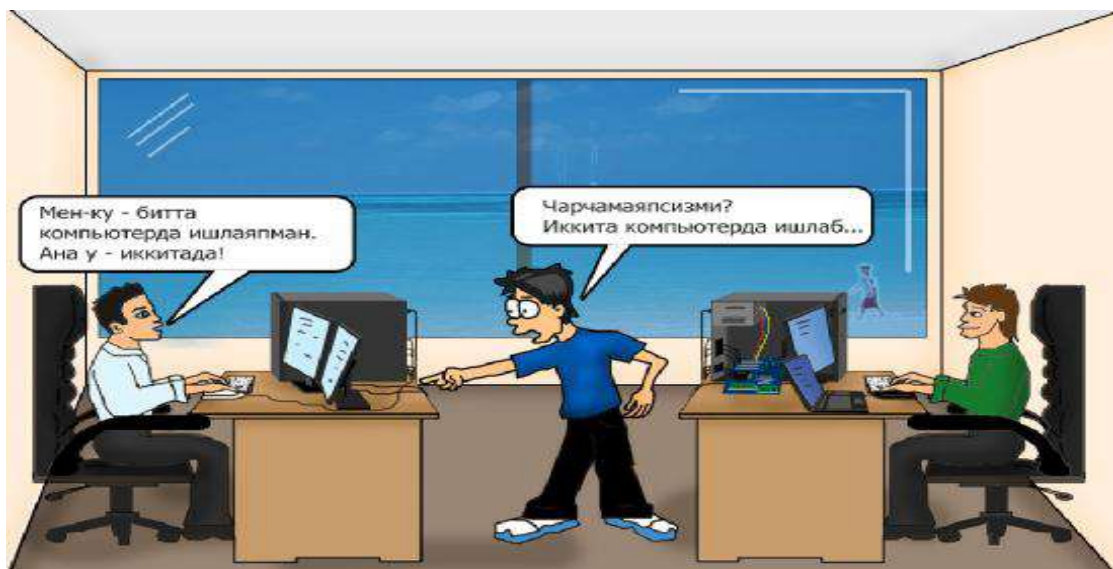 Мен-ку - битта
компьютерда ишлаяпман.
Ана у - иккитада!
Чарчамаяпсизми?
Иккита компьютерда ишлаб...